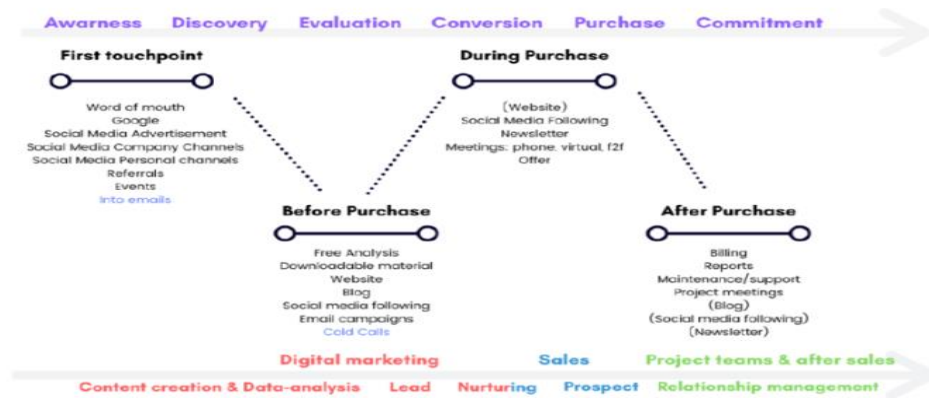 Awarness Discovery Evaluation Conversion Purchase Commitment
First touchpoint
Word of mouth
Google
Social Media Advertisement
Social Media Company Channels
Social Media Personal channels
Referrals
Events
Into emails
Before Purchase
Free Analysis
Downloadable material
Website
Blog
Social media following
Email campaigns
Cold Calls
During Purchase
(Website)
Social Media Following
Newsletter
Meetings: phone, virtual, f2f
Offer
After Purchase
Billing
Reports
Maintenance/support
Project meetings
(Blog)
(Social media following)
(Newsletter)
Digital marketing Sales Project teams & after sales
Content creation & Data-analysis Lead Nurturing Prospect Relationship management